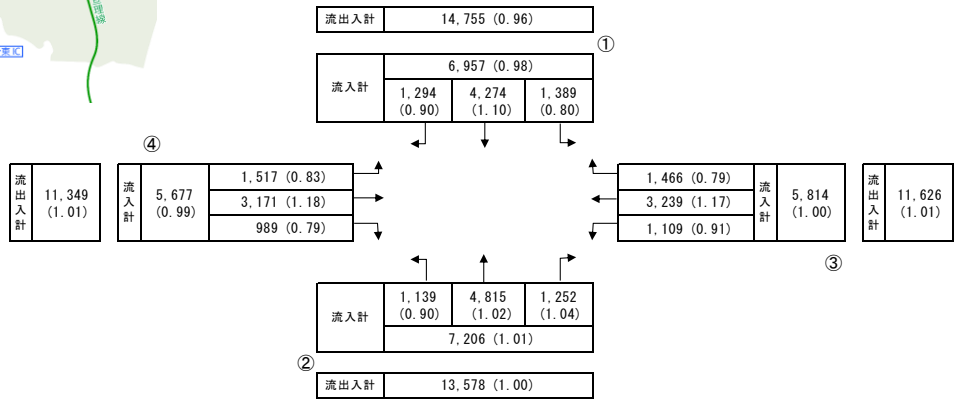 理線
東IC
流出入計 14,755 (0.96)
①
流入計
6,957 (0.98)
1,294 4,274 1,389
(0.90) (1.10) (0.80)
④
流出入計
11,349
(1.01)
流入計
5,677
(0.99)
1,517 (0.83)
3,171 (1.18)
989 (0.79)
1,466 (0.79)
3,239 (1.17)
1,109 (0.91)
流入計
5,814
(1.00)
流出入計
11,626
(1.01)
③
流入計
1,139 4,815 1,252
(0.90) (1.02) (1.04)
7,206 (1.01)
②
流出入計 13,578 (1.00)